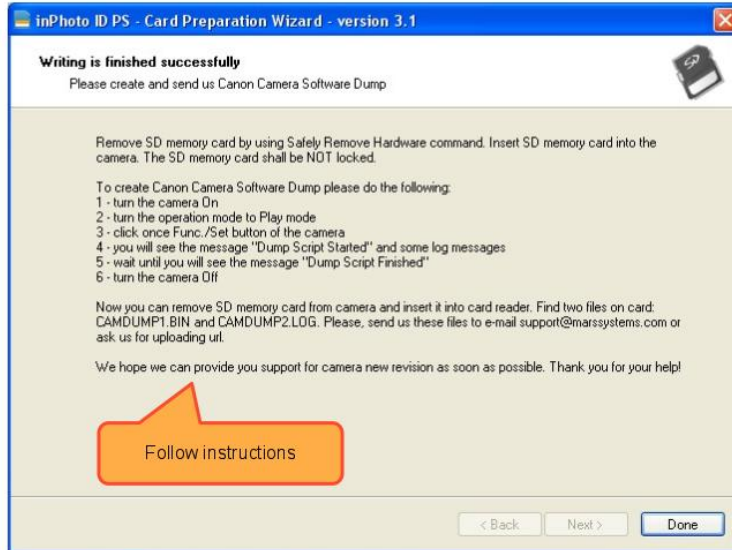 inPhoto ID PS - Card Preparation Wizard - version 3.1
Writing is finished successfully
Please create and send us Canon Camera Software Dump
Remove SD memory card by using Safely Remove Hardware command. Insert SD memory card into the
camera. The SD memory card shall be NOT locked.
To create Canon Camera Software Dump please do the following:
1 - turn the camera On
2 - turn the operation mode to Play mode
3 - click once Func./Set button of the camera
4 - you will see the message "Dump Script Started" and some log messages
5 - wait until you will see the message "Dump Script Finished"
6 - turn the camera Off
Now you can remove SD memory card from camera and insert it into card reader. Find two files on card:
CAMDUMP1.BIN and CAMDUMP2.LOG. Please, send us these files to e-mail support@marssystems.com or
ask us for uploading url.
We hope we can provide you support for camera new revision as soon as possible. Thank you for your help!
Follow instructions
< Back
Next >
Done